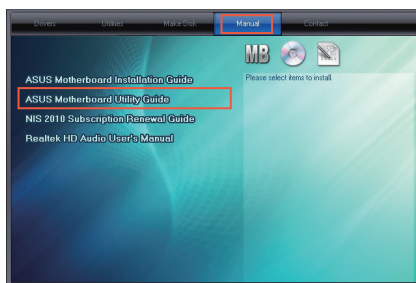 Drivers Utilities Make Disk Manual Contact
MB
Please select items to install.
ASUS Motherboard Installation Guide
ASUS Motherboard Utility Guide
NIS 2010 Subscription Renewal Guide
Realtek HD Audio User's Manual